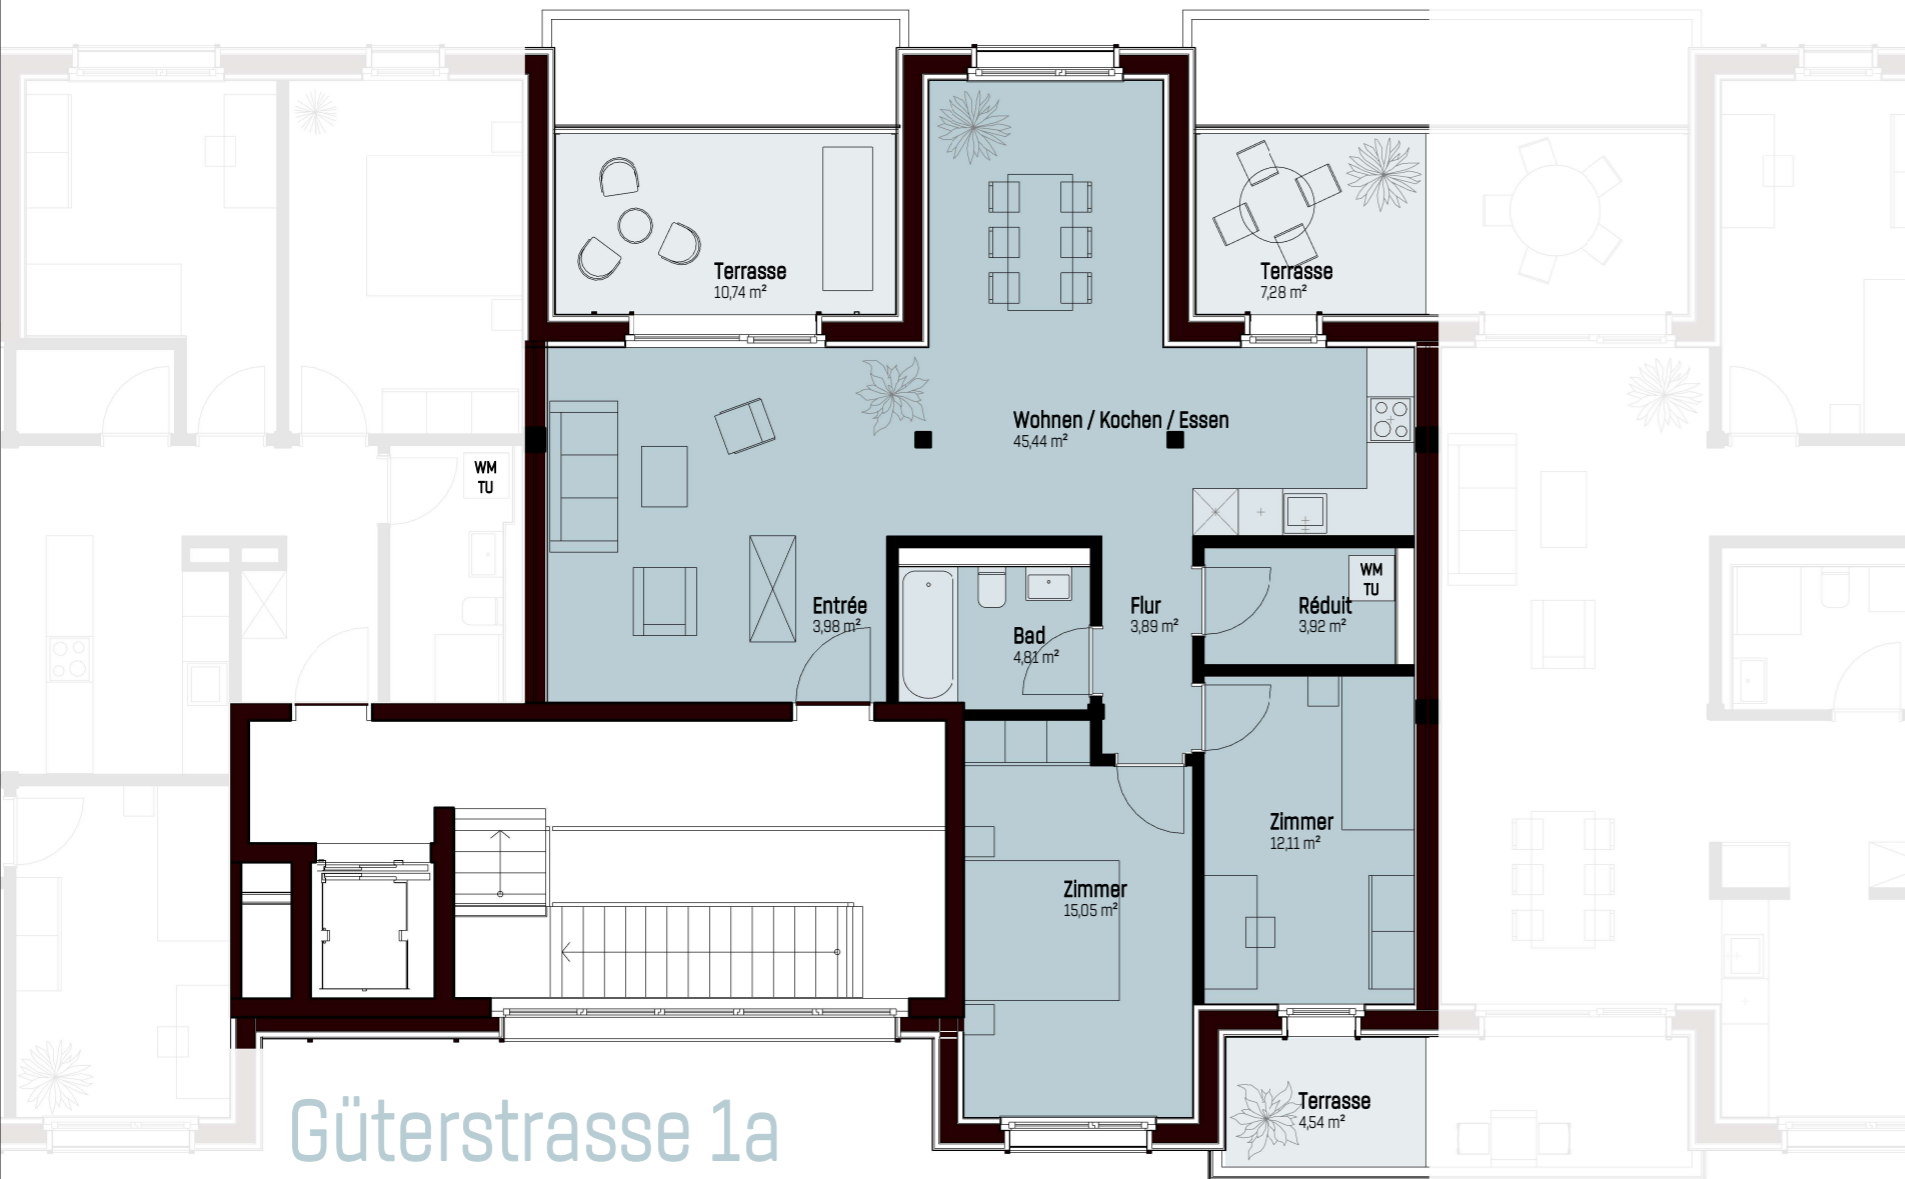 Terrasse
10,74 m²
Terrasse
7,28 m²
Wohnen / Kochen / Essen
45,44 m²
WM
TU
WM
TU
Entrée
3,98 m²
Bad
4,81 m²
Flur
3,89 m²
Réduit
3,92 m²
Zimmer
12,11 m²
Zimmer
15,05 m²
Terrasse
4,54 m²
Güterstrasse 1a